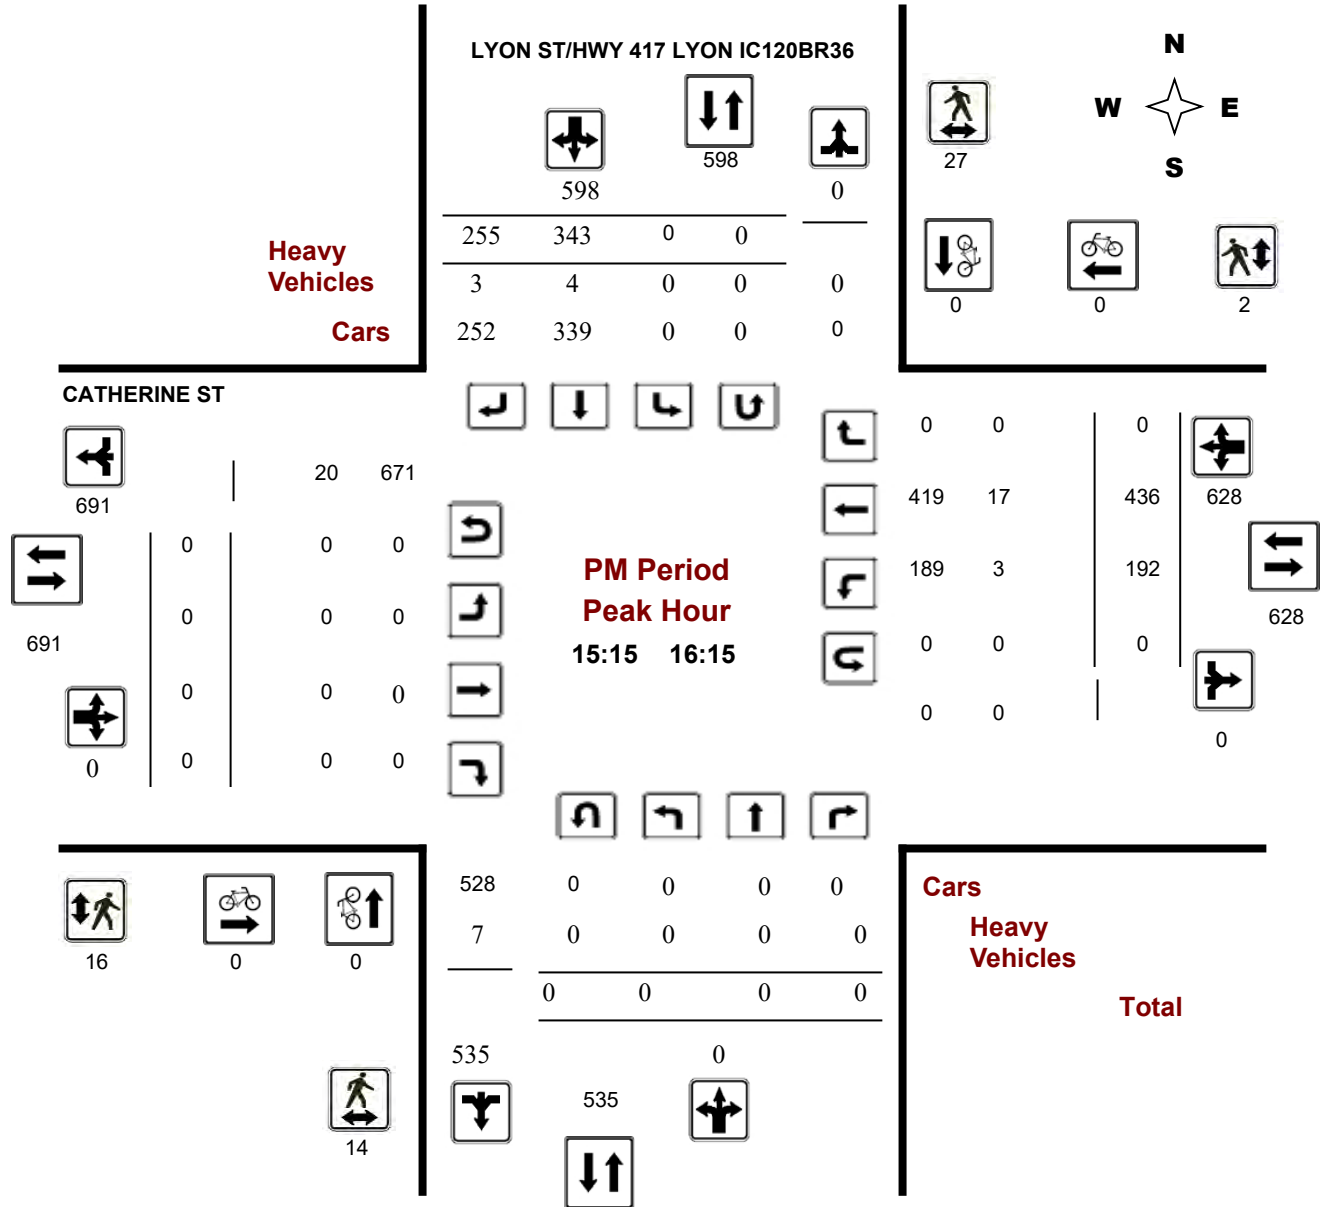 LYON ST/HWY 417 LYON IC120BR36
N
W E
S
598
598
0
27
255 343 0 0
Heavy
Vehicles
3 4 0 0 0
Cars
252 339 0 0 0
0 0 2
CATHERINE ST
691
20 671
0 0 0
0 0 0
691
0 0 0
0
0 0 0
PM Period
Peak Hour
15:15 16:15
0 0 0
419 17 436
628
189 3 192
628
0 0 0
0 0
0
528 0 0 0 0
7 0 0 0 0
0 0 0 0
535 0
535
Cars
Heavy
Vehicles
Total
16 0 0
14